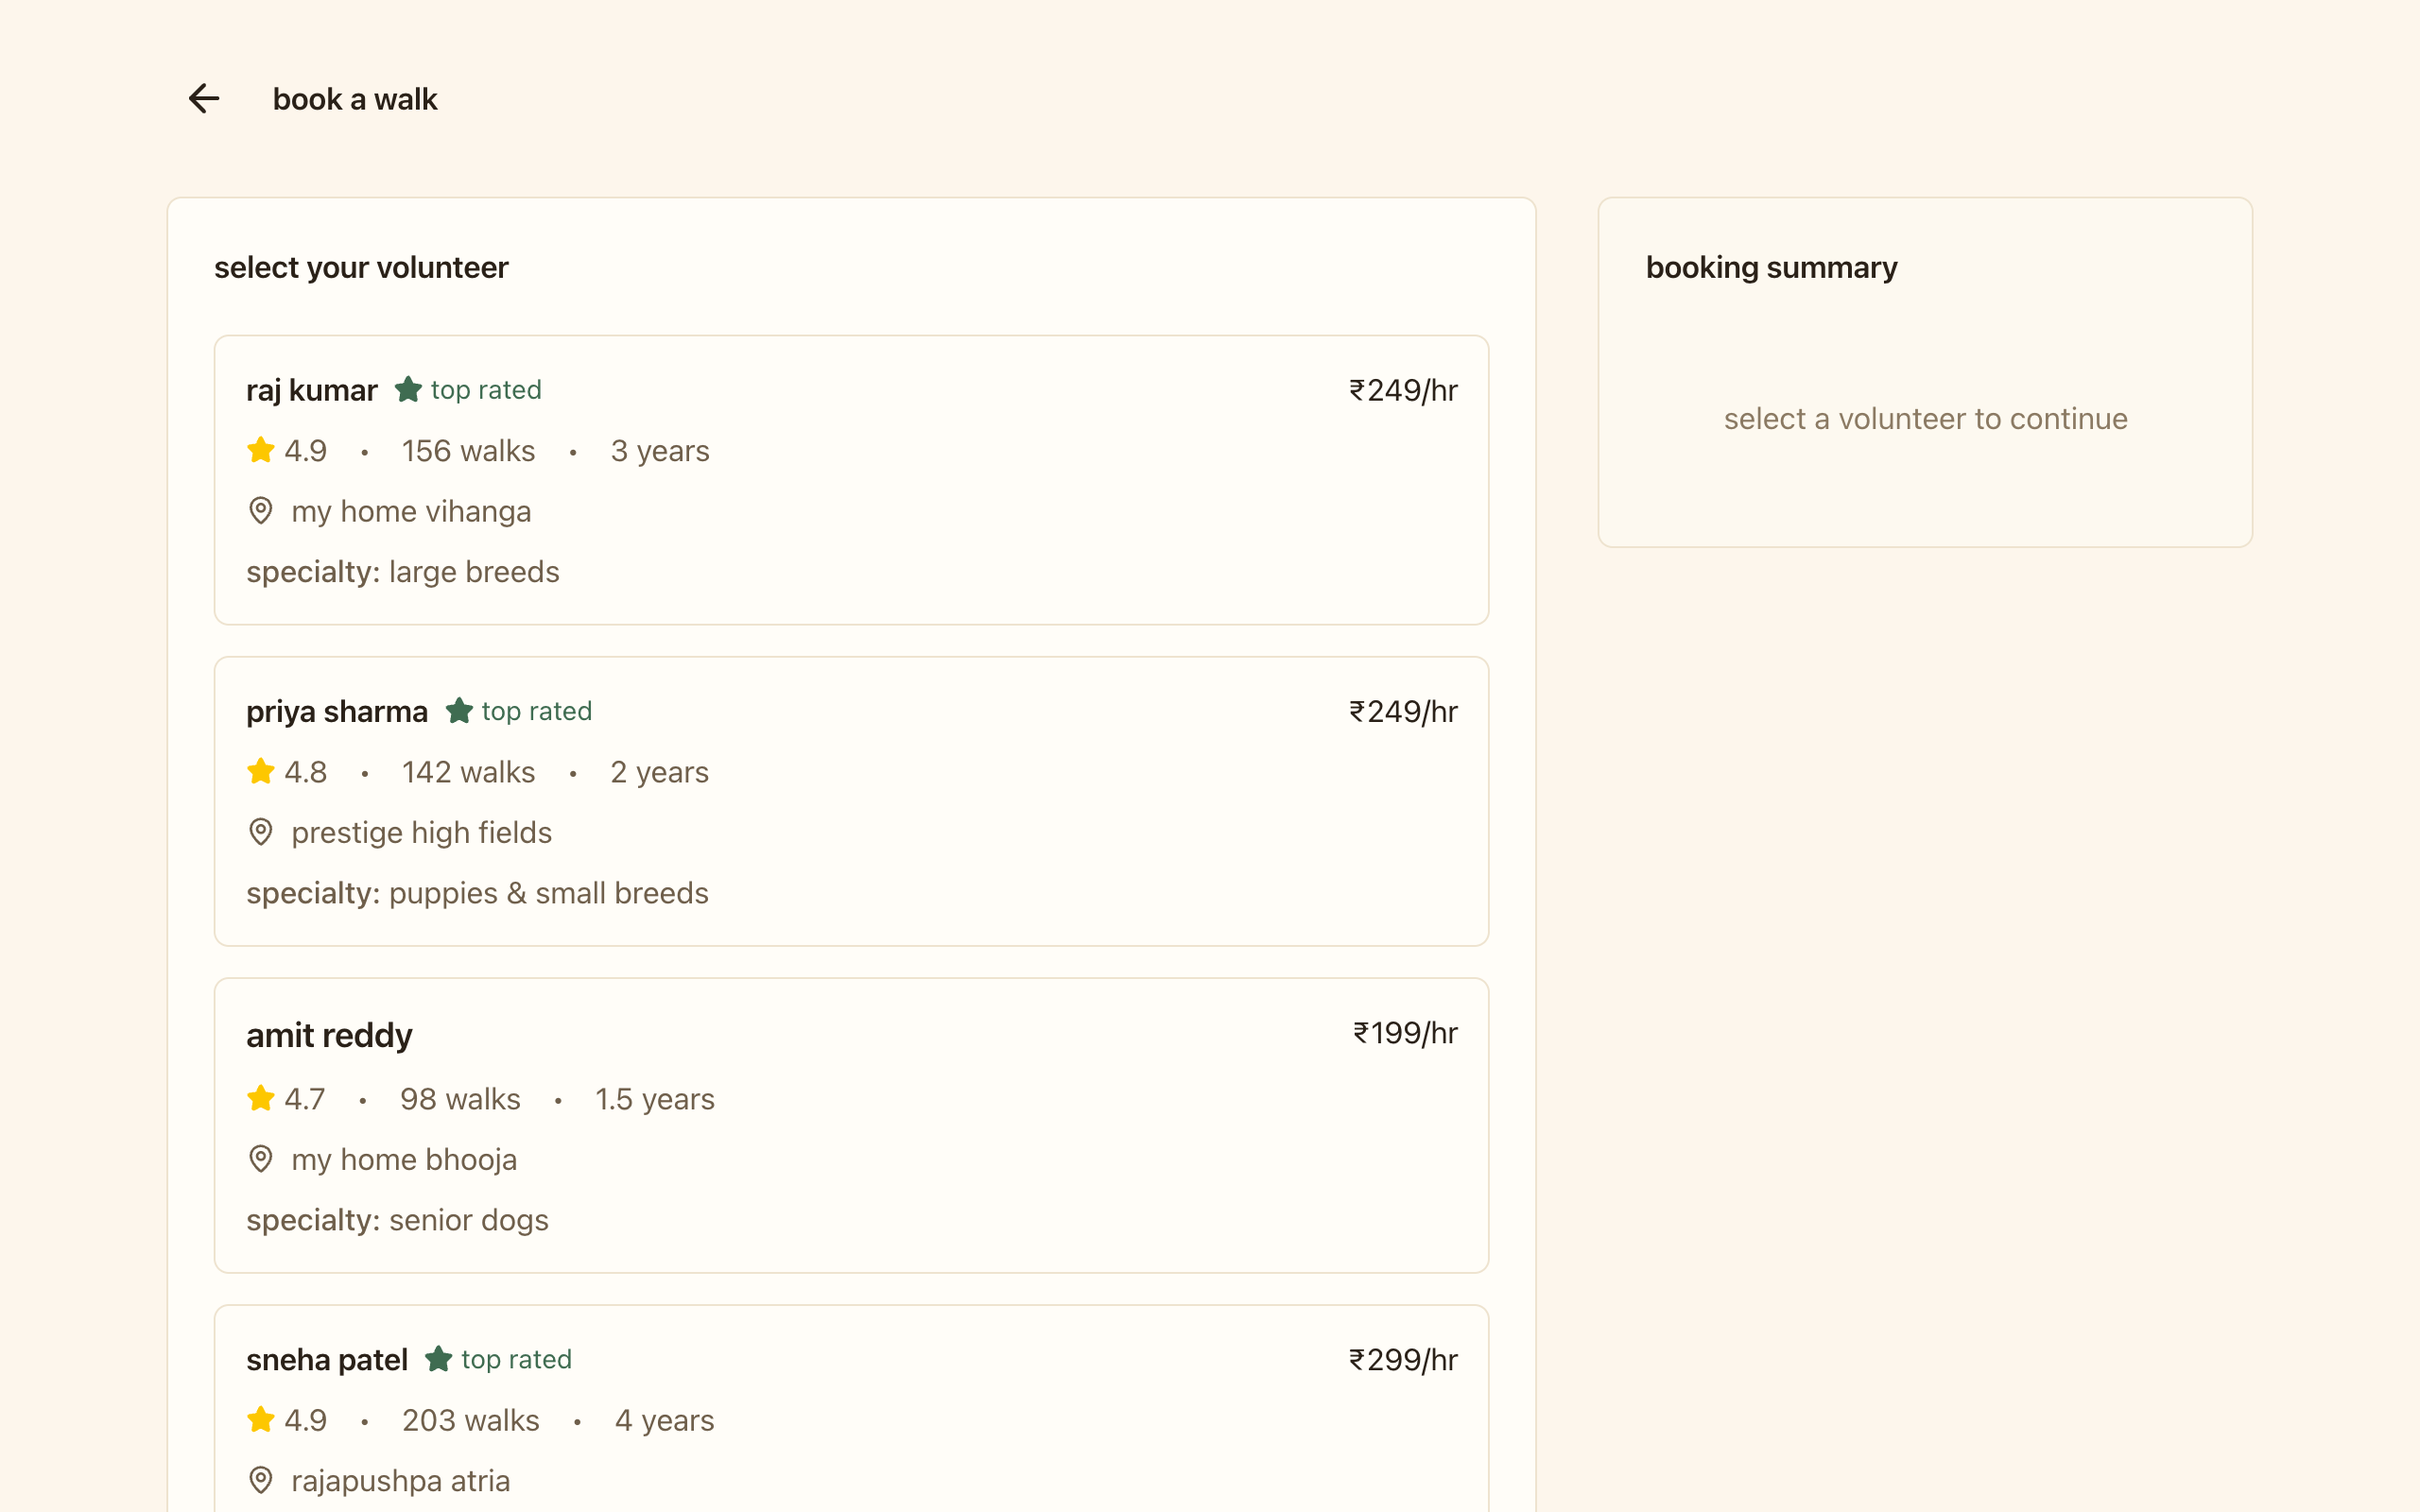 book a walk
select your volunteer
raj kumar top rated ₹249/hr
4.9 • 156 walks • 3 years
my home vihanga
specialty: large breeds
priya sharma top rated ₹249/hr
4.8 • 142 walks • 2 years
prestige high fields
specialty: puppies & small breeds
amit reddy ₹199/hr
4.7 • 98 walks • 1.5 years
my home bhooja
specialty: senior dogs
sneha patel top rated ₹299/hr
4.9 • 203 walks • 4 years
rajapushpa atria
booking summary
select a volunteer to continue